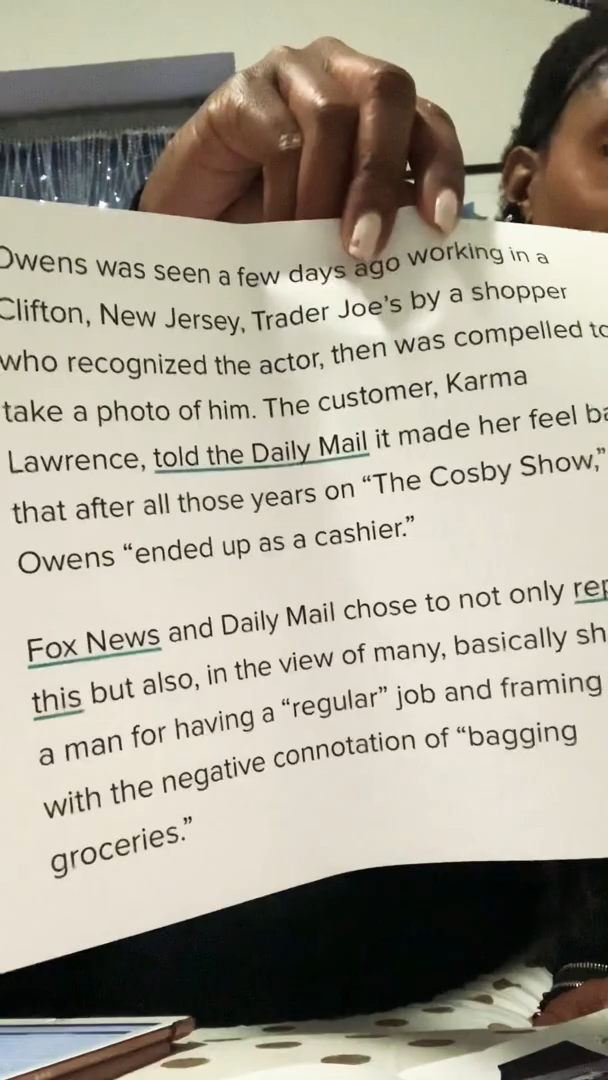 Owens was seen a few days ago working in a
Clifton, New Jersey, Trader Joe's by a shopper
who recognized the actor, then was compelled to
take a photo of him. The customer, Karma
Lawrence, told the Daily Mail it made her feel
that after all those years on “The Cosby Show,”
Owens “ended up as a cashier.”
Fox News and Daily Mail chose to not only
this but also, in the view of many, basically
a man for having a “regular” job and framing
with the negative connotation of “bagging
groceries.”